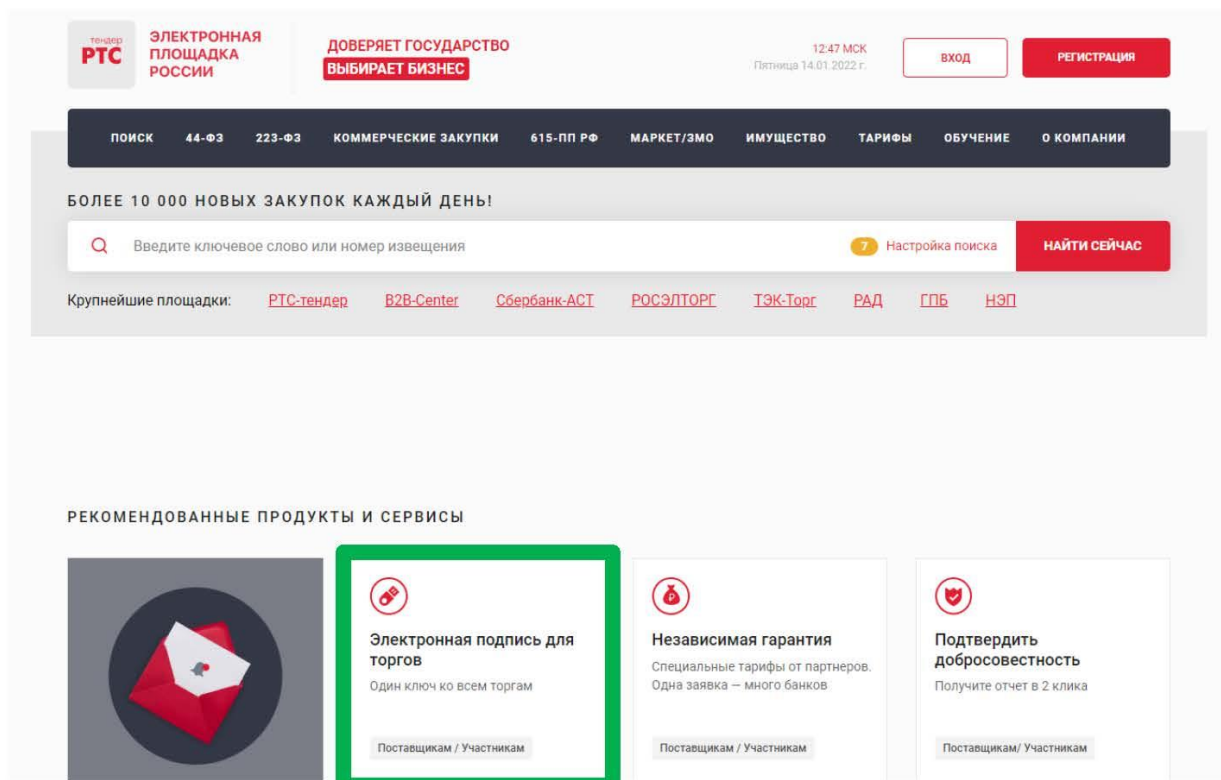 тендер
РТС
ЭЛЕКТРОННАЯ
ПЛОЩАДКА
РОССИИ
ДОВЕРЯЕТ ГОСУДАРСТВО
ВЫБИРАЕТ БИЗНЕС
12:47 МСК
Пятница 14.01.2022 г.
ВХОД
РЕГИСТРАЦИЯ
ПОИСК 44-ФЗ 223-ФЗ КОММЕРЧЕСКИЕ ЗАКУПКИ 615-ПП РФ МАРКЕТ/ЗМО ИМУЩЕСТВО ТАРИФЫ ОБУЧЕНИЕ О КОМПАНИИ
БОЛЕЕ 10 000 НОВЫХ ЗАКУПОК КАЖДЫЙ ДЕНЬ!
Введите ключевое слово или номер извещения 7 Настройка поиска НАЙТИ СЕЙЧАС
Крупнейшие площадки: РТС-тендер B2B-Center Сбербанк-АСТ РОСЭЛТОРГ ТЭК-Торг РАД ГПБ НЭП
РЕКОМЕНДОВАННЫЕ ПРОДУКТЫ И СЕРВИСЫ
Электронная подпись для
торгов
Один ключ ко всем торгам
Поставщикам / Участникам
Независимая гарантия
Специальные тарифы от партнеров.
Одна заявка — много банков
Поставщикам / Участникам
Подтвердить
добросовестность
Получите отчет в 2 клика
Поставщикам/ Участникам